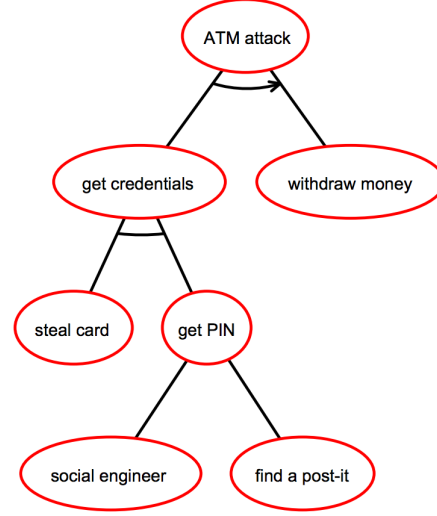 ATM attack
get credentials
withdraw money
steal card
get PIN
social engineer
find a post-it